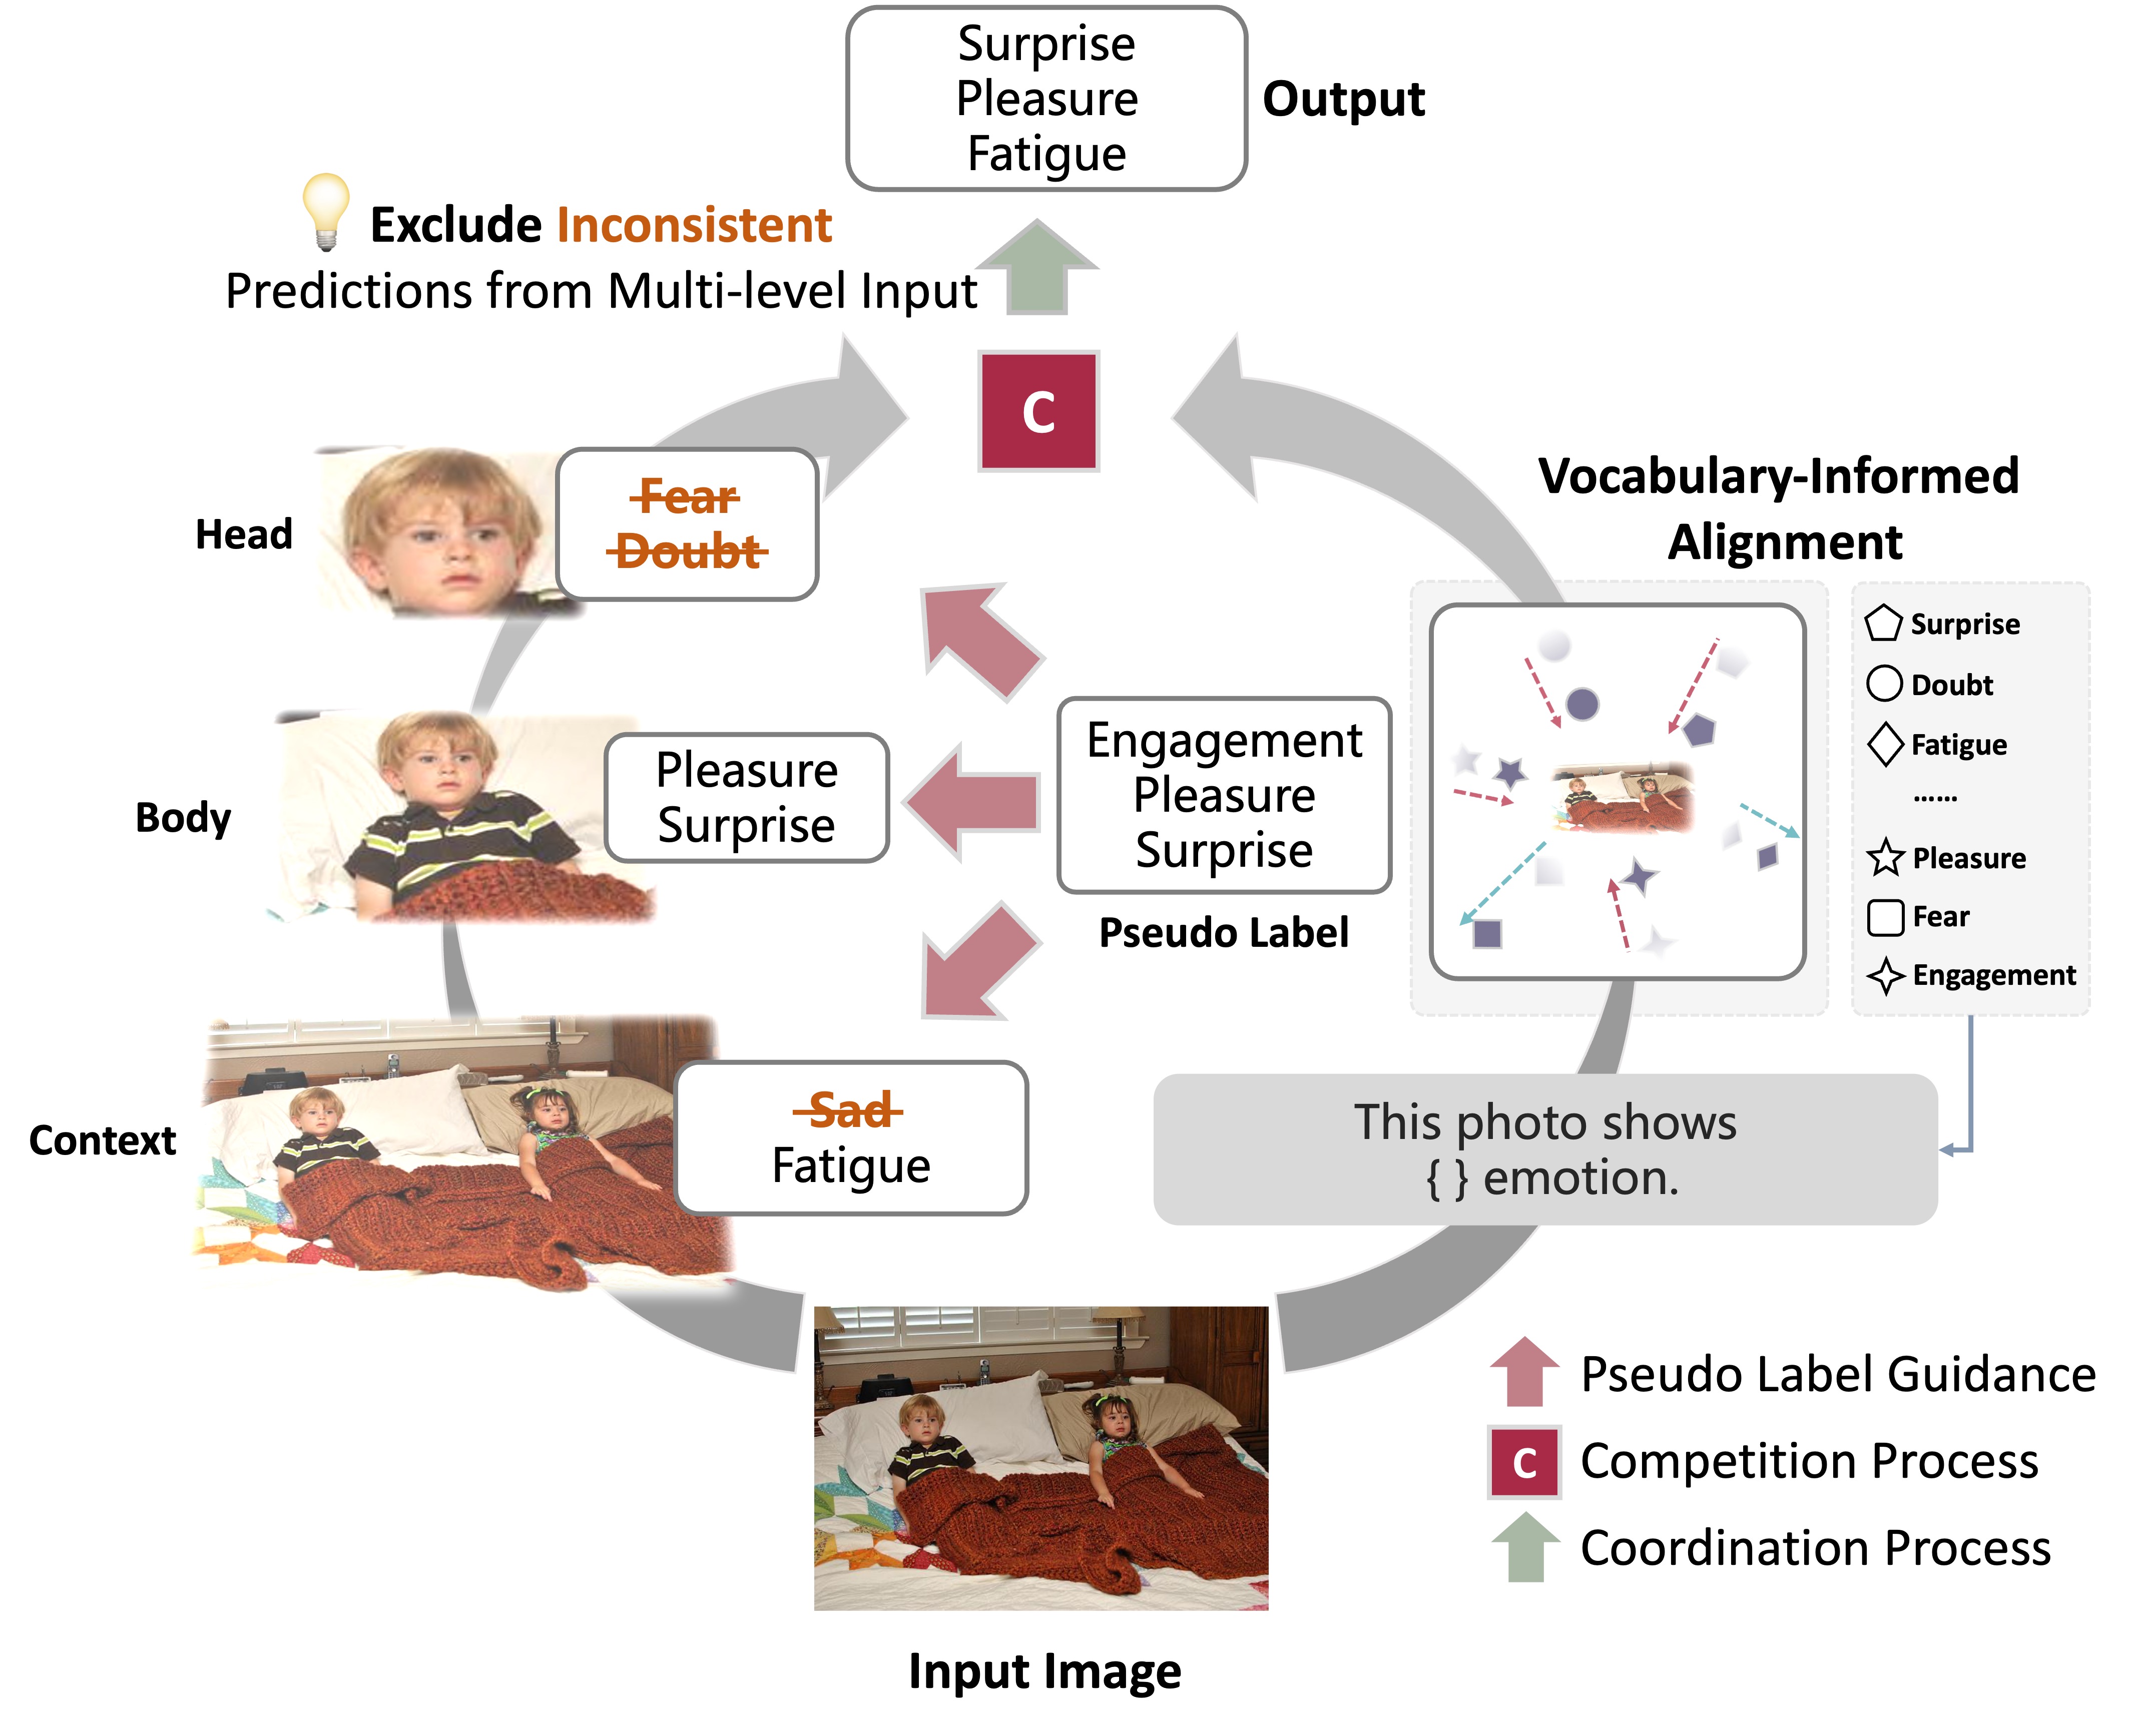 Surprise
Pleasure
Fatigue
Output
Exclude Inconsistent
Predictions from Multi-level Input
C
Head
Fear
Doubt
Body
Pleasure
Surprise
Context
Sad
Fatigue
Engagement
Pleasure
Surprise
Pseudo Label
Vocabulary-Informed
Alignment
Surprise
Doubt
Fatigue
......
Pleasure
Fear
Engagement
This photo shows
{ } emotion.
Input Image
Pseudo Label Guidance
C Competition Process
Coordination Process